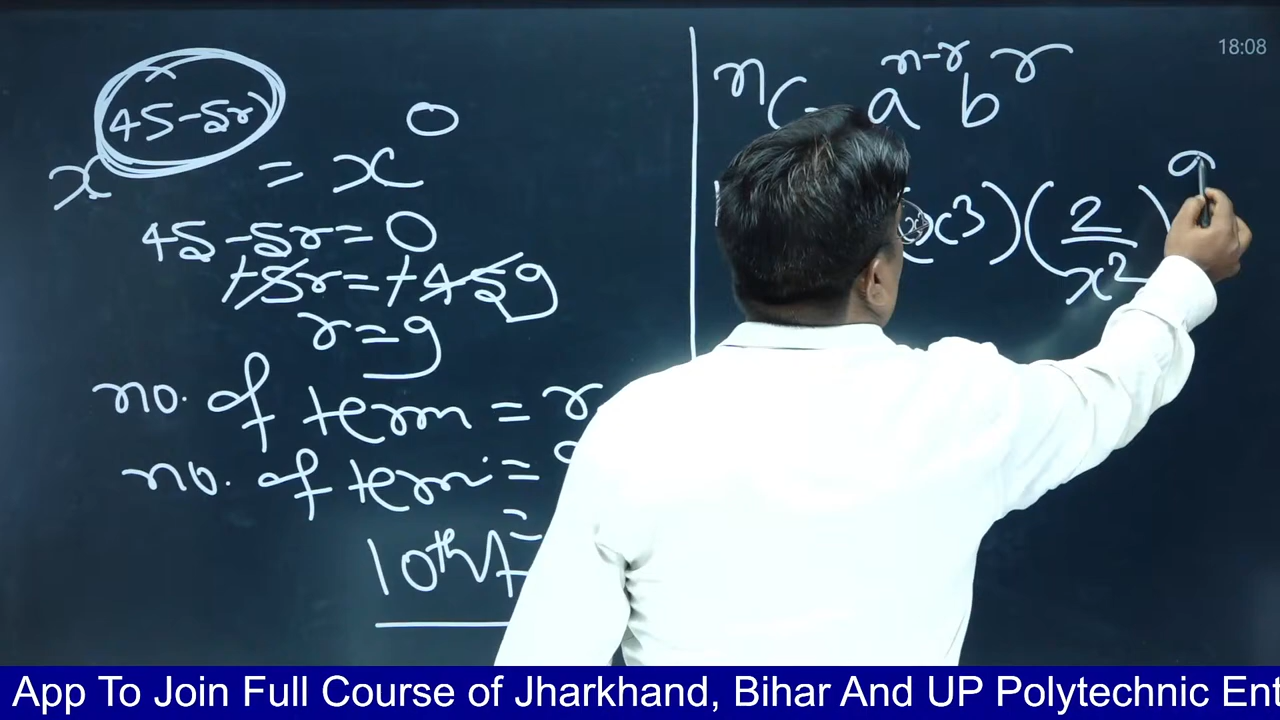 x^(45-5r) = x^0
45-5r=0
+5r=+45 9
r=9
no. of term = r
no. of term =
=
10th
nC a^(n-r) b^r
x^3)(2/x^2)^9
18:08
App To Join Full Course of Jharkhand, Bihar And UP Polytechnic Ent